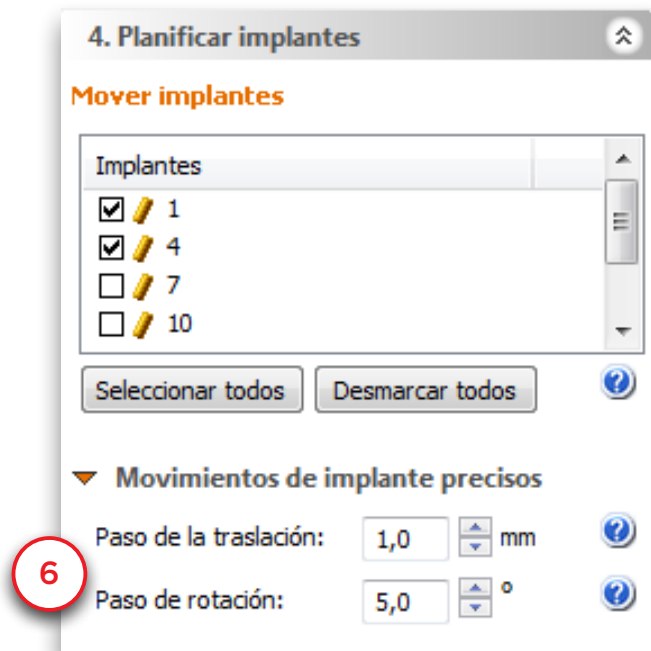 4. Planificar implantes
Mover implantes
Implantes
1
4
7
10
Seleccionar todos Desmarcar todos ?
Movimientos de implante precisos
Paso de la traslación: 1,0 mm ?
6
Paso de rotación: 5,0 ° ?